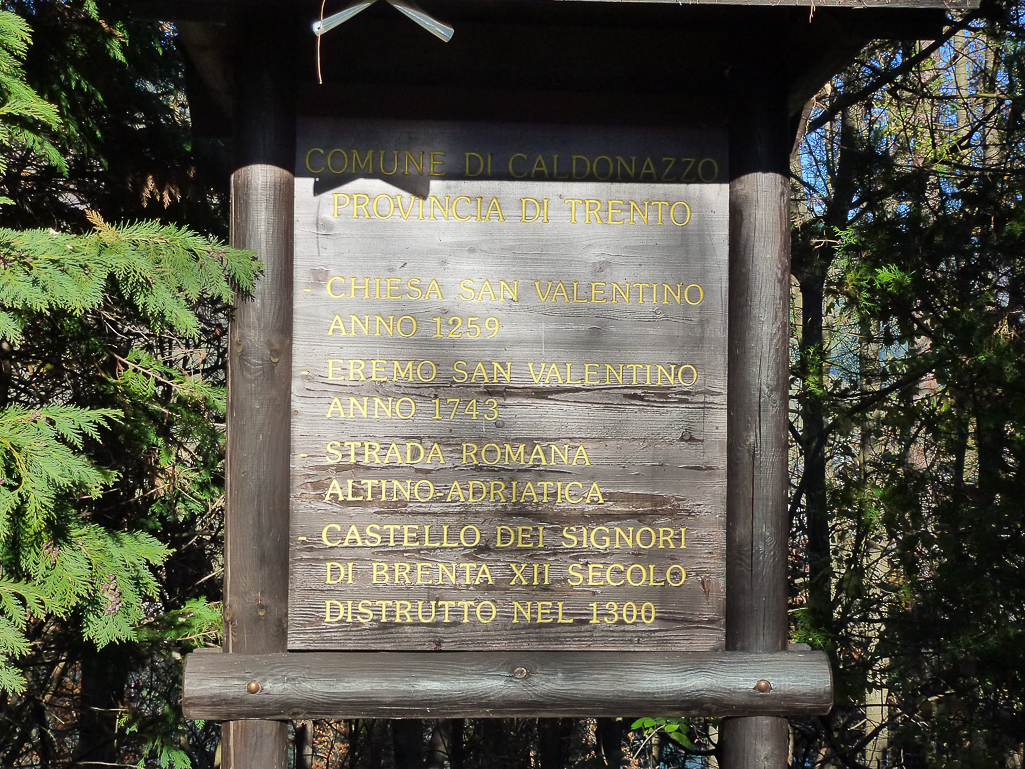 COMUNE DI CALDONAZZO
PROVINCIA DI TRENTO
- CHIESA SAN VALENTINO
ANNO 1259
- EREMO SAN VALENTINO
ANNO 1743
- STRADA ROMANA
ALTINO-ADRIATICA
- CASTELLO DEI SIGNORI
DI BRENTA XII SECOLO
DISTRUTTO NEL 1300